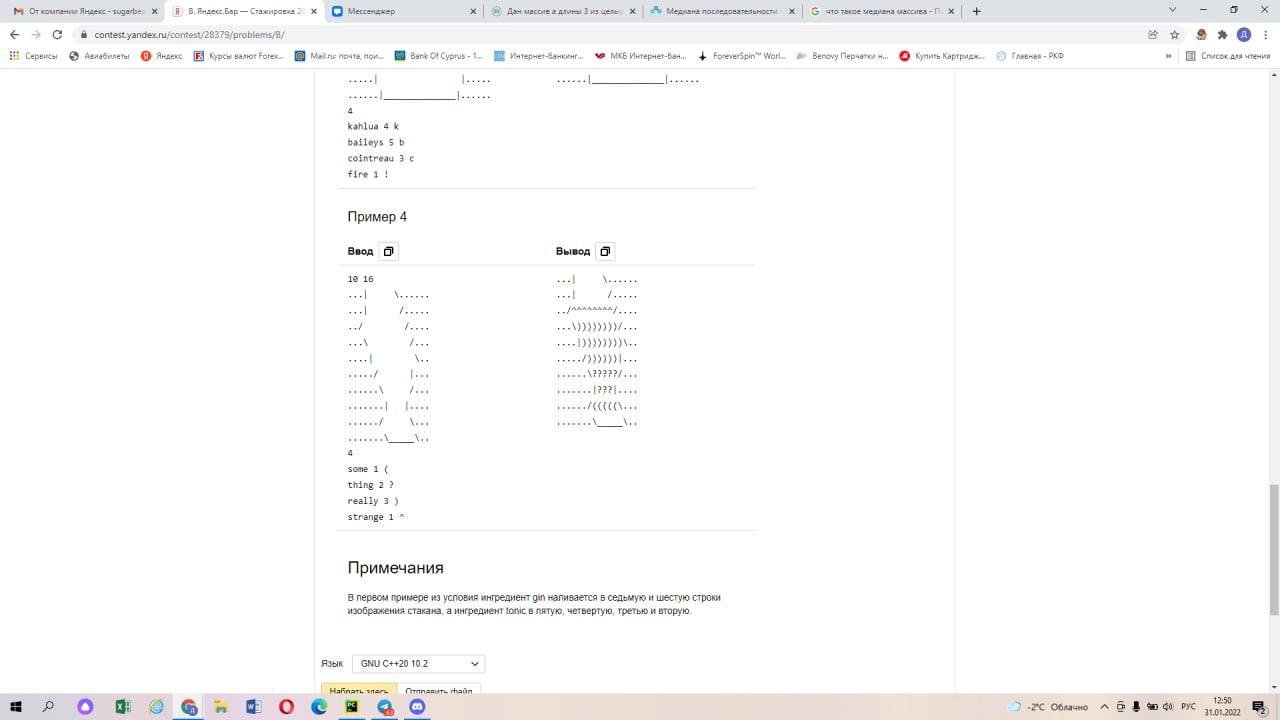 От компании Яндекс - sugarbe
В. Яндекс.Бар — Стажировка 2
Мессенджер
Дан массив a длины 3 из целы
Медиана последовательности
что такое медиана массива - П
contest.yandex.ru/contest/28379/problems/B/
Сервисы
Авиабилеты
Яндекс
Курсы валют Forex...
Mail.ru: почта, пои...
Bank Of Cyprus - 1...
Интернет-банкинг...
МКБ Интернет-бан...
ForeverSpin™ Worl...
Benovy Перчатки н...
Купить Картридж...
Главная - РКФ
»
Список для чтения
.....|                |.....
......|______________|......
4
kahlua 4 k
baileys 5 b
cointreau 3 c
fire 1 !
......|______________|......
Пример 4
Ввод
10 16
...|     \......
...|      /.....
../        /....
...\        /...
....|        \..
...../      |...
......\     /...
.......|   |....
....../     \...
.......\_____\..
4
some 1 (
thing 2 ?
really 3 )
strange 1 ^
Вывод
...|     \......
...|      /.....
../^^^^^^^^/....
...\))))))))/...
....|))))))))\..
...../))))))|...
......\?????/...
.......|???|....
....../(((((\...
.......\_____\..
Примечания
В первом примере из условия ингредиент gin наливается в седьмую и шестую строки
изображения стакана, а ингредиент tonic в пятую, четвертую, третью и вторую.
Язык
GNU C++20 10.2
Набрать здесь
Отправить файл
-2°C Облачно
РУС
12:50
31.01.2022